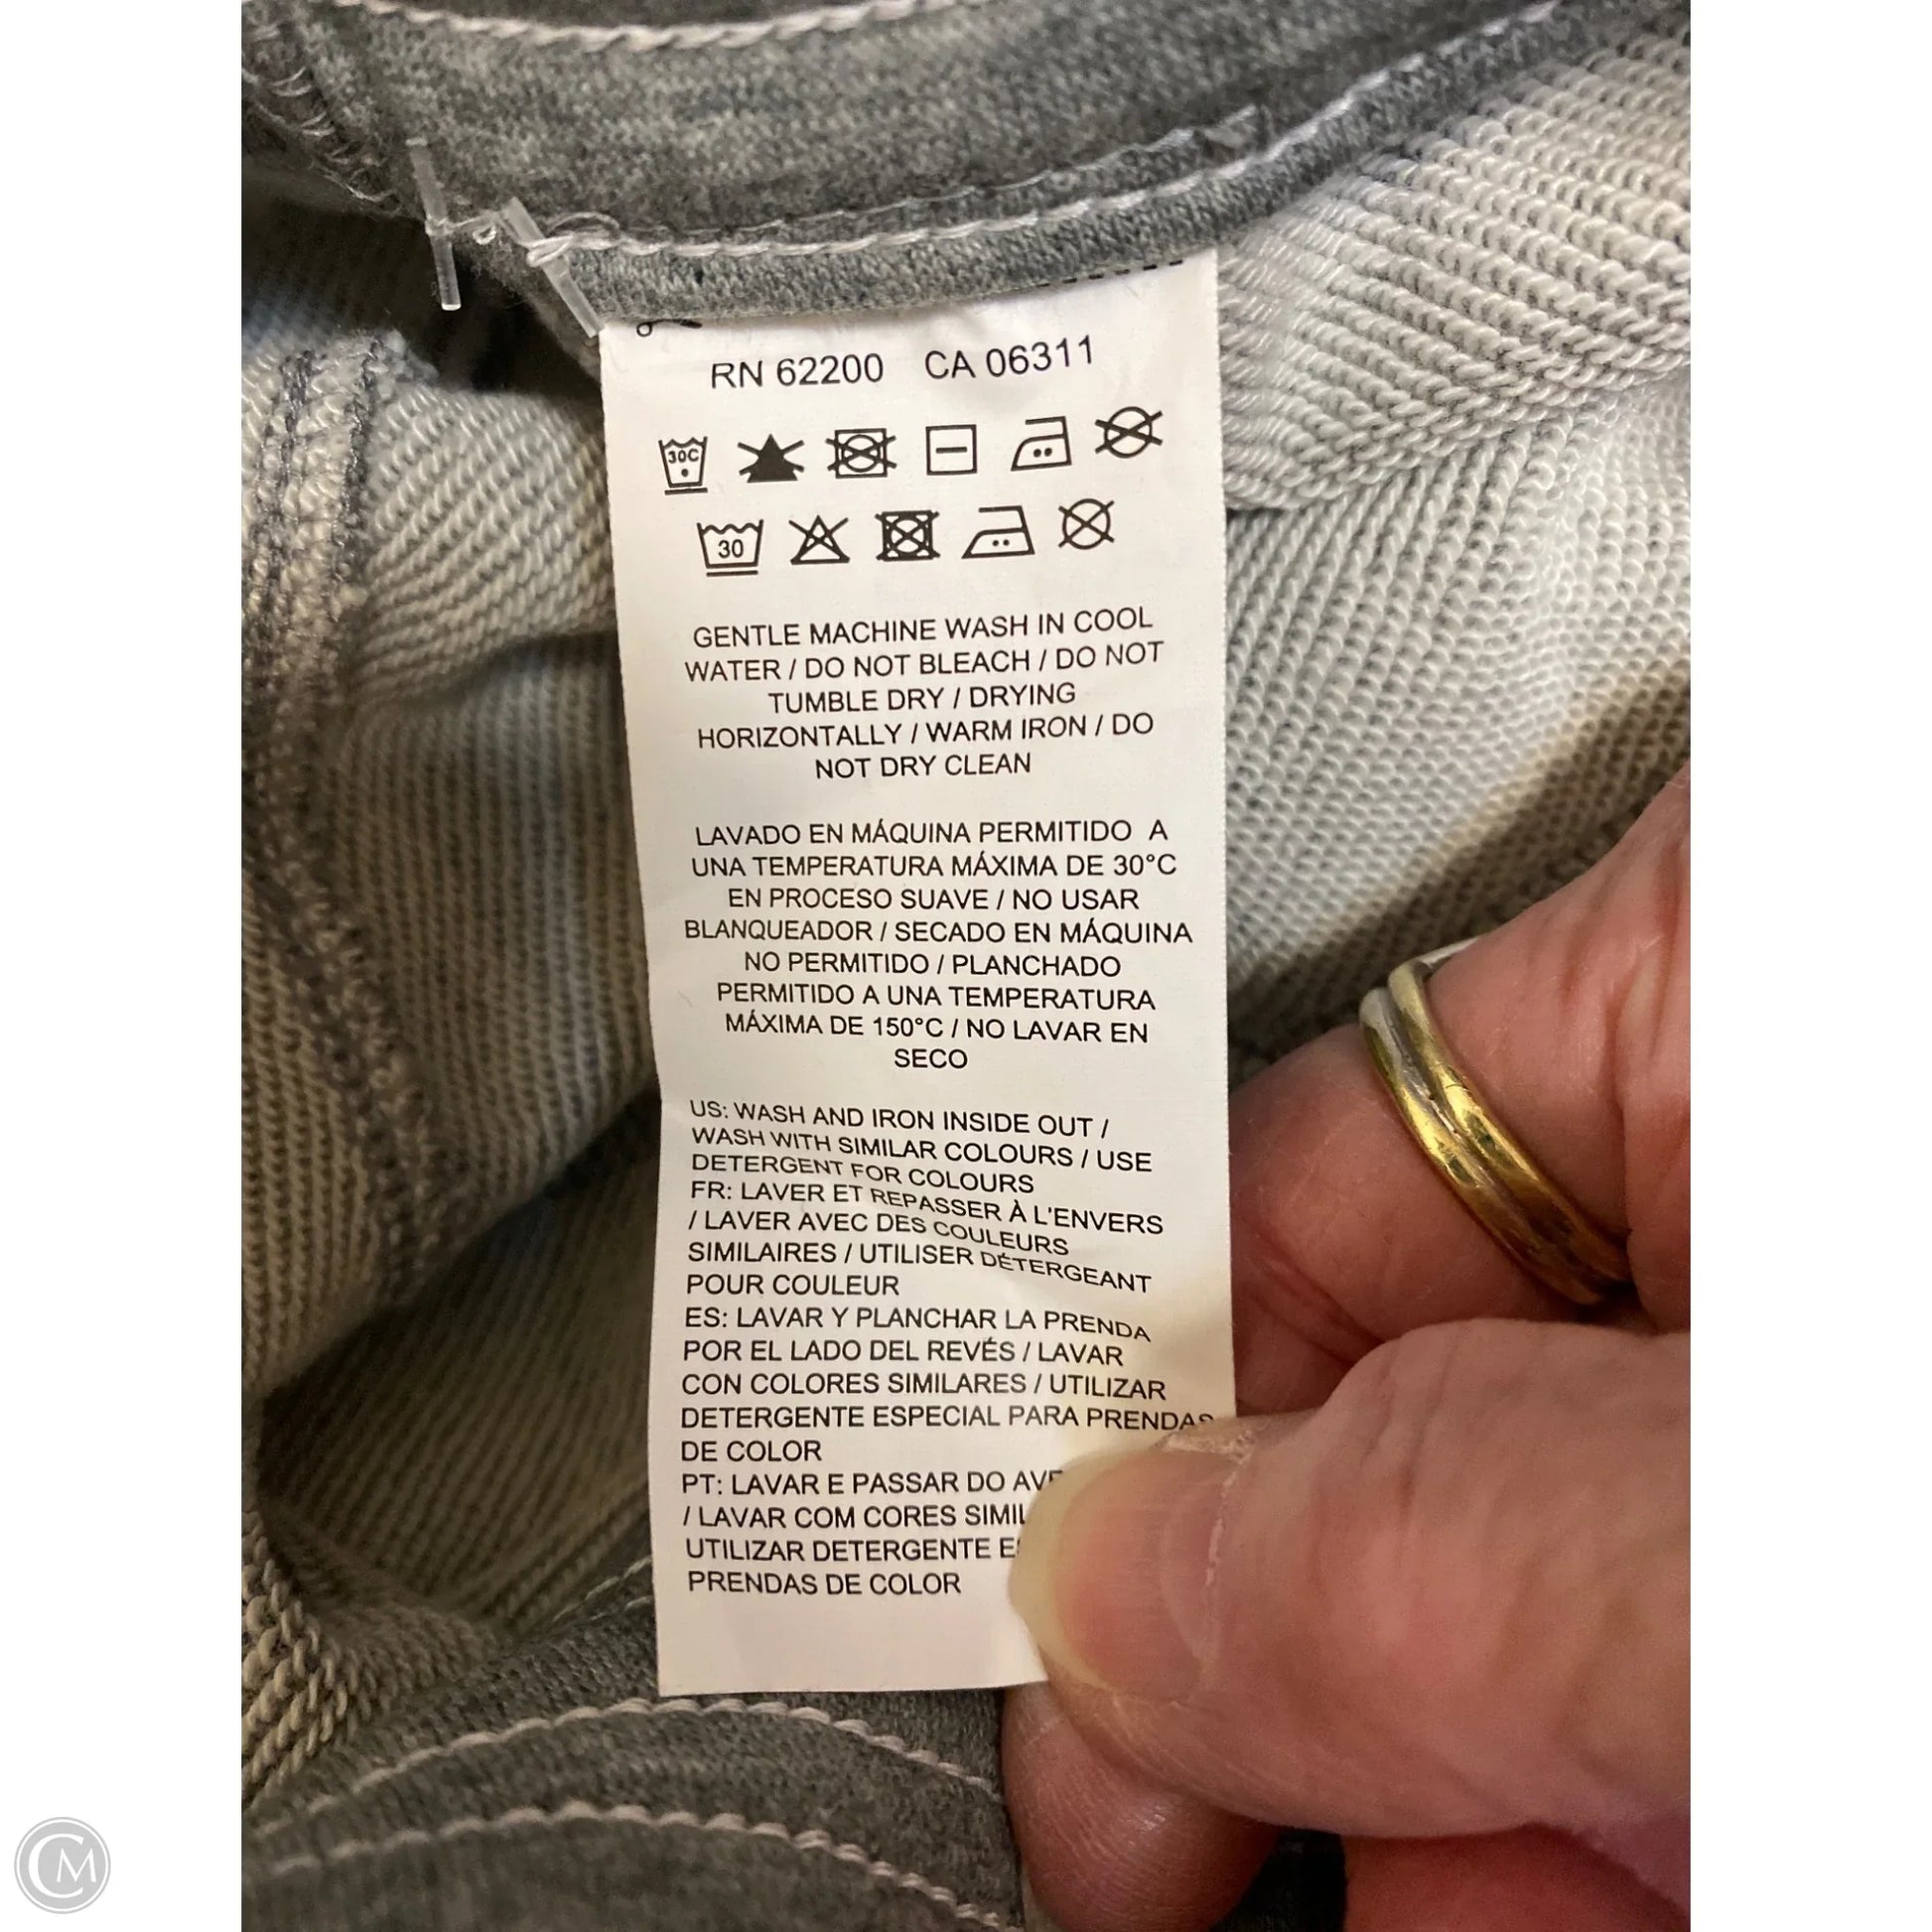 RN 62200 CA 06311
30C
30
GENTLE MACHINE WASH IN COOL
WATER / DO NOT BLEACH / DO NOT
TUMBLE DRY / DRYING
HORIZONTALLY / WARM IRON / DO
NOT DRY CLEAN
LAVADO EN MÁQUINA PERMITIDO A
UNA TEMPERATURA MÁXIMA DE 30°C
EN PROCESO SUAVE / NO USAR
BLANQUEADOR / SECADO EN MÁQUINA
NO PERMITIDO / PLANCHADO
PERMITIDO A UNA TEMPERATURA
MÁXIMA DE 150°C / NO LAVAR EN
SECO
US: WASH AND IRON INSIDE OUT /
WASH WITH SIMILAR COLOURS / USE
DETERGENT FOR COLOURS
FR: LAVER ET REPASSER À L'ENVERS
/ LAVER AVEC DES COULEURS
SIMILAIRES / UTILISER DÉTERGEANT
POUR COULEUR
ES: LAVAR Y PLANCHAR LA PRENDA
POR EL LADO DEL REVÉS / LAVAR
CON COLORES SIMILARES / UTILIZAR
DETERGENTE ESPECIAL PARA PRENDAS
DE COLOR
PT: LAVAR E PASSAR DO
/ LAVAR COM CORES
UTILIZAR DETERGENTE
PRENDAS DE COLOR
CM